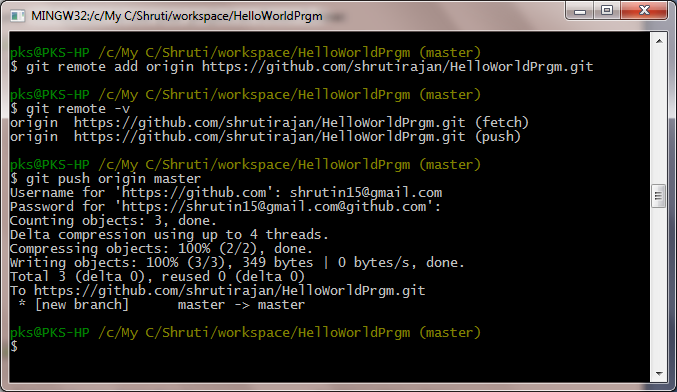 MINGW32:/c/My C/Shruti/workspace/HelloWorldPrgm
pks@PKS-HP /c/My C/Shruti/workspace/HelloWorldPrgm (master)
$ git remote add origin https://github.com/shrutirajan/HelloWorldPrgm.git
pks@PKS-HP /c/My C/Shruti/workspace/HelloWorldPrgm (master)
$ git remote -v
origin  https://github.com/shrutirajan/HelloWorldPrgm.git (fetch)
origin  https://github.com/shrutirajan/HelloWorldPrgm.git (push)
pks@PKS-HP /c/My C/Shruti/workspace/HelloWorldPrgm (master)
$ git push origin master
Username for 'https://github.com': shrutin15@gmail.com
Password for 'https://shrutin15@gmail.com@github.com':
Counting objects: 3, done.
Delta compression using up to 4 threads.
Compressing objects: 100% (2/2), done.
Writing objects: 100% (3/3), 349 bytes | 0 bytes/s, done.
Total 3 (delta 0), reused 0 (delta 0)
To https://github.com/shrutirajan/HelloWorldPrgm.git
 * [new branch]      master -> master
pks@PKS-HP /c/My C/Shruti/workspace/HelloWorldPrgm (master)
$